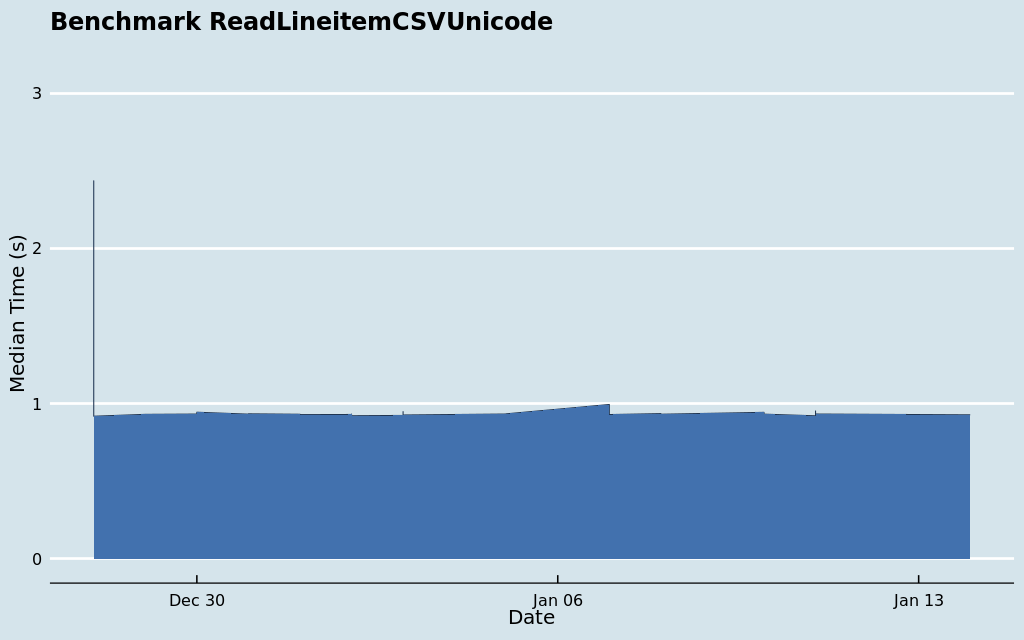 Benchmark ReadLineitemCSVUnicode
3
2
1
0
Median Time (s)
Dec 30
Jan 06
Jan 13
Date